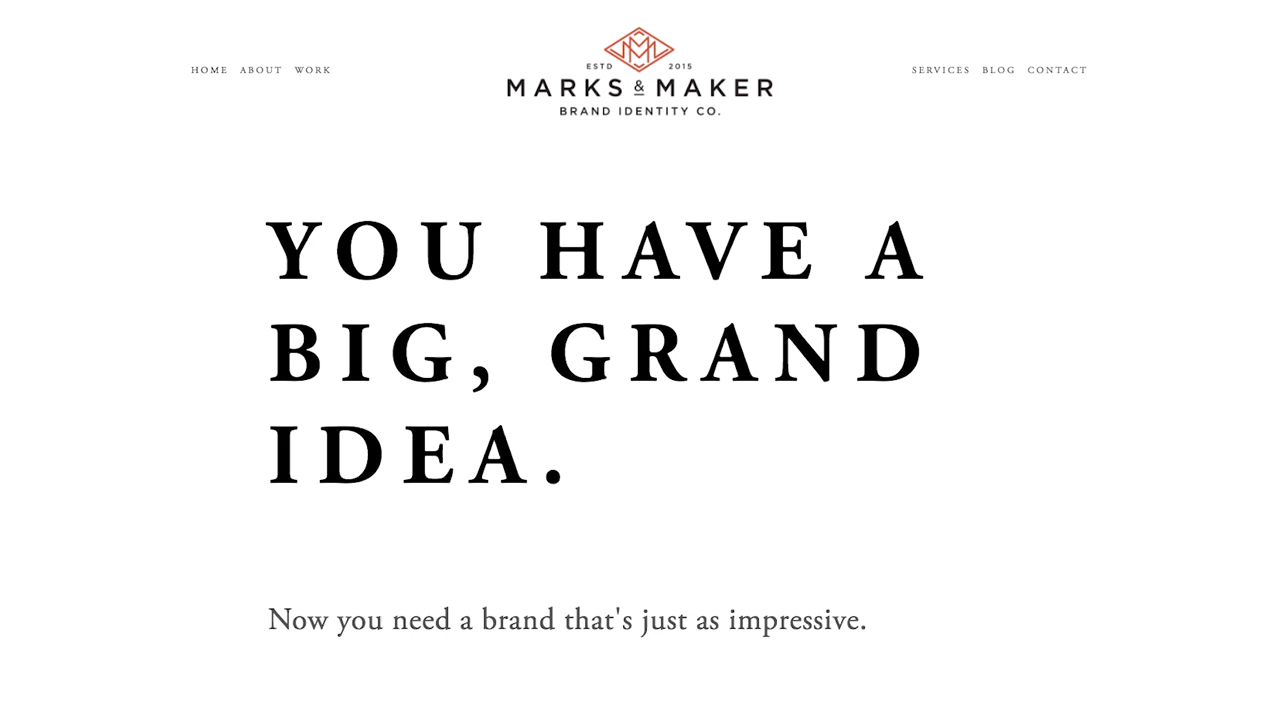 HOME ABOUT WORK
ESTD 2015
MARKS & MAKER
BRAND IDENTITY CO.
SERVICES BLOG CONTACT
YOU HAVE A
BIG, GRAND
IDEA.
Now you need a brand that's just as impressive.